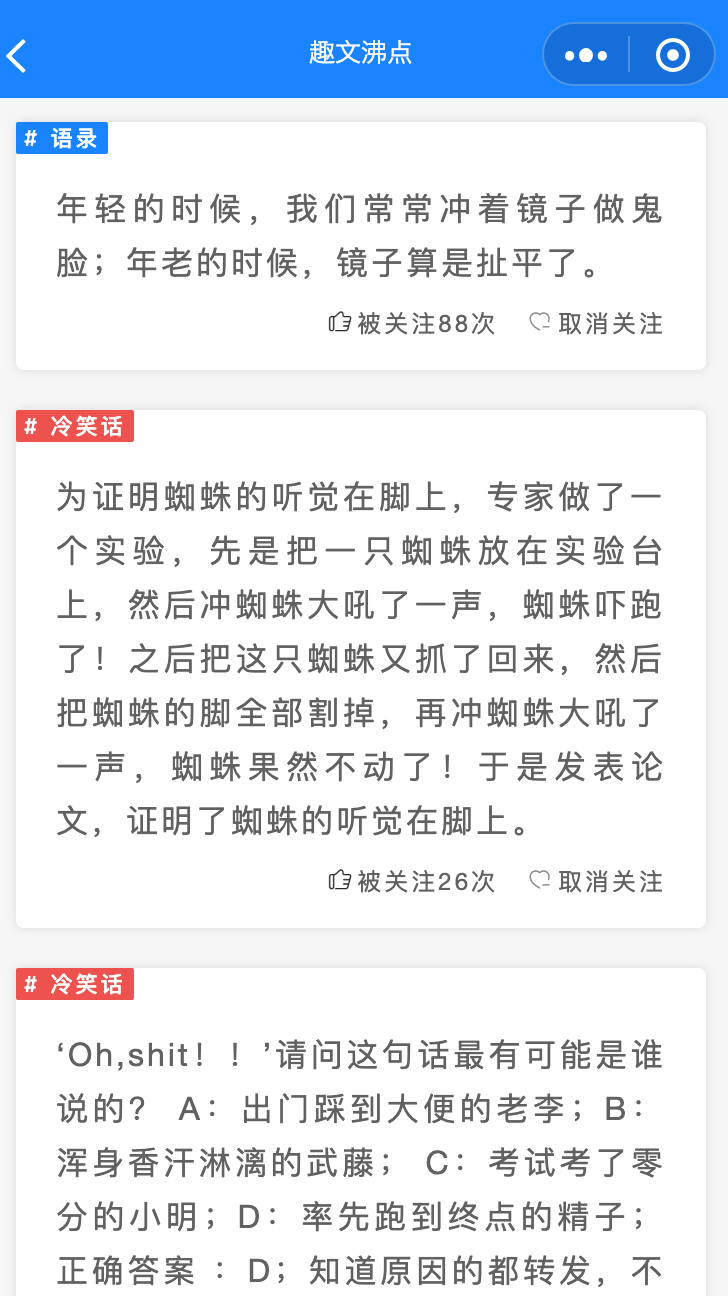 趣文沸点
# 语录
年轻的时候，我们常常冲着镜子做鬼
脸；年老的时候，镜子算是扯平了。
被关注88次 取消关注
# 冷笑话
为证明蜘蛛的听觉在脚上，专家做了一
个实验，先是把一只蜘蛛放在实验台
上，然后冲蜘蛛大吼了一声，蜘蛛吓跑
了！之后把这只蜘蛛又抓了回来，然后
把蜘蛛的脚全部割掉，再冲蜘蛛大吼了
一声，蜘蛛果然不动了！于是发表论
文，证明了蜘蛛的听觉在脚上。
被关注26次 取消关注
# 冷笑话
‘Oh,shit！！’请问这句话最有可能是谁
说的？ A：出门踩到大便的老李；B：
浑身香汗淋漓的武藤； C：考试考了零
分的小明；D：率先跑到终点的精子；
正确答案 ：D；知道原因的都转发，不